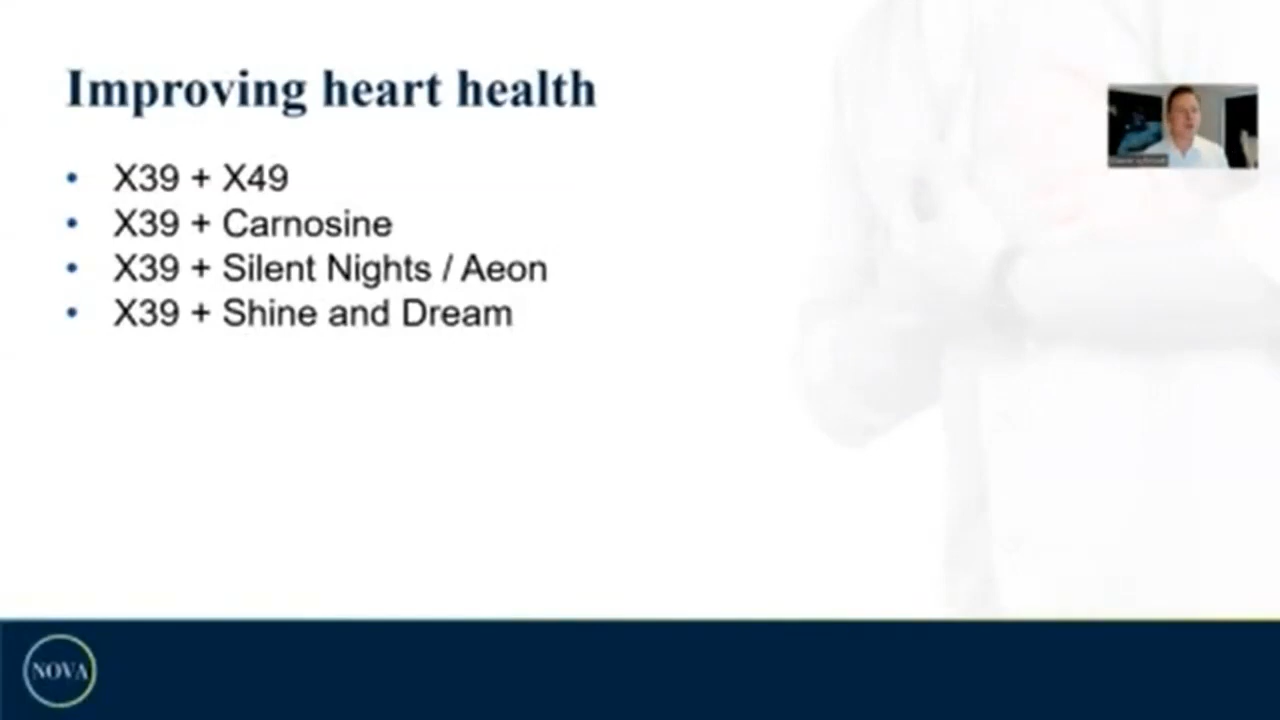 Improving heart health
• X39 + X49
• X39 + Carnosine
• X39 + Silent Nights / Aeon
• X39 + Shine and Dream
NOVA